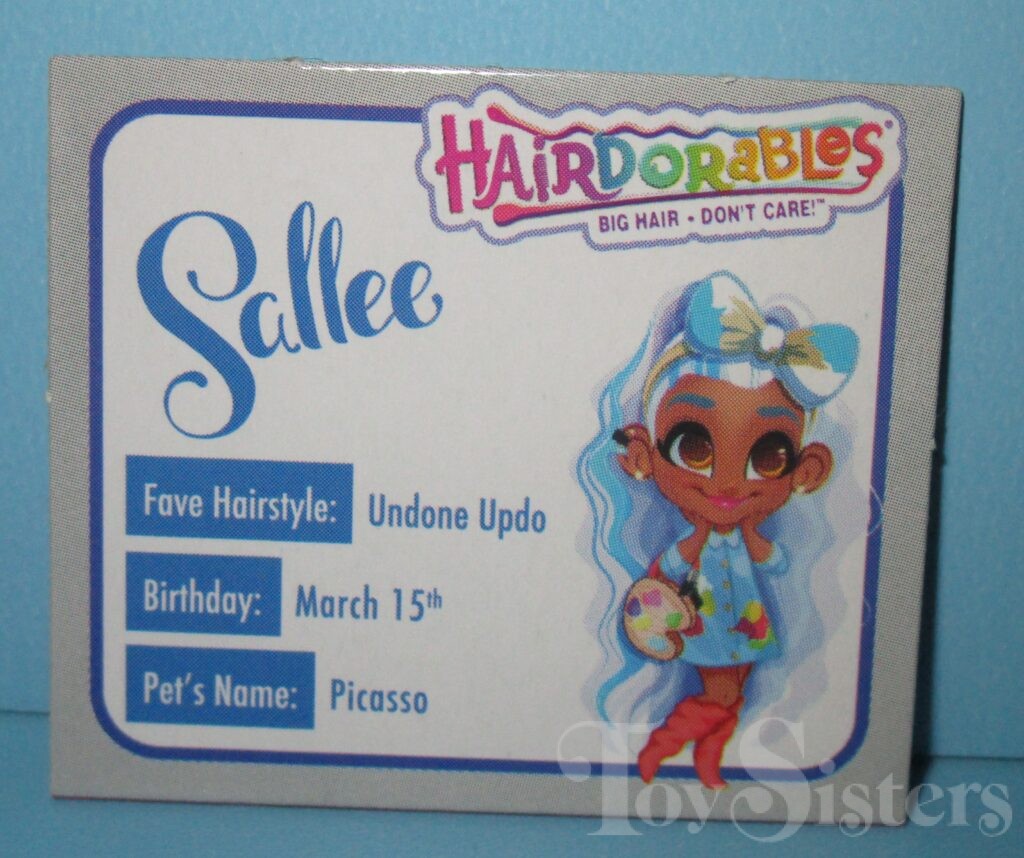 HAiRDORABLES®
BIG HAIR - DON'T CARE!™
Sallee
Fave Hairstyle: Undone Updo
Birthday: March 15th
Pet's Name: Picasso
ToySisters